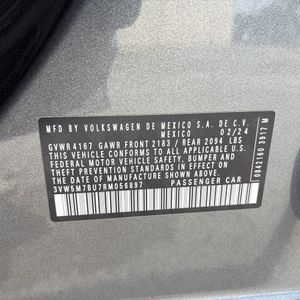 MFD BY VOLKSWAGEN DE MEXICO S.A. DE C.V.
MEXICO 02/24
GVWR 4167 GAWR FRONT 2183 / REAR 2094 LBS
THIS VEHICLE CONFORMS TO ALL APPLICABLE U.S.
FEDERAL MOTOR VEHICLE SAFETY, BUMPER AND
THEFT PREVENTION STANDARDS IN EFFECT ON THE
DATE OF MANUFACTURE SHOWN ABOVE.
3VW5M7BU7RM056897 PASSENGER CAR
0842160 3917 M